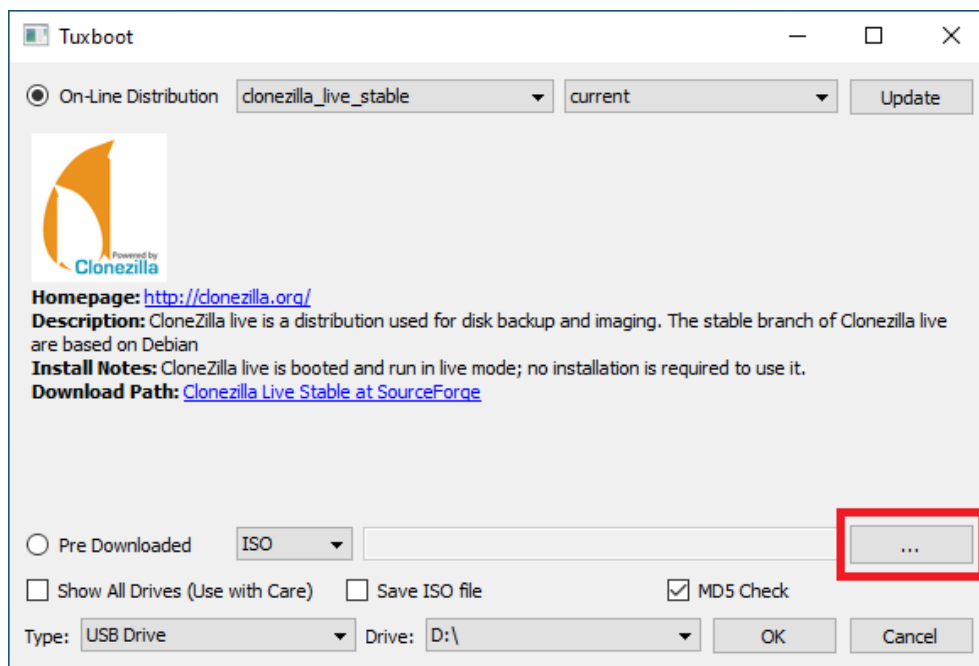 Tuxboot
On-Line Distribution clonezilla_live_stable current Update
Powered by
Clonezilla
Homepage: http://clonezilla.org/
Description: CloneZilla live is a distribution used for disk backup and imaging. The stable branch of Clonezilla live
are based on Debian
Install Notes: CloneZilla live is booted and run in live mode; no installation is required to use it.
Download Path: Clonezilla Live Stable at SourceForge
Pre Downloaded ISO ...
Show All Drives (Use with Care) Save ISO file MD5 Check
Type: USB Drive Drive: D:\ OK Cancel